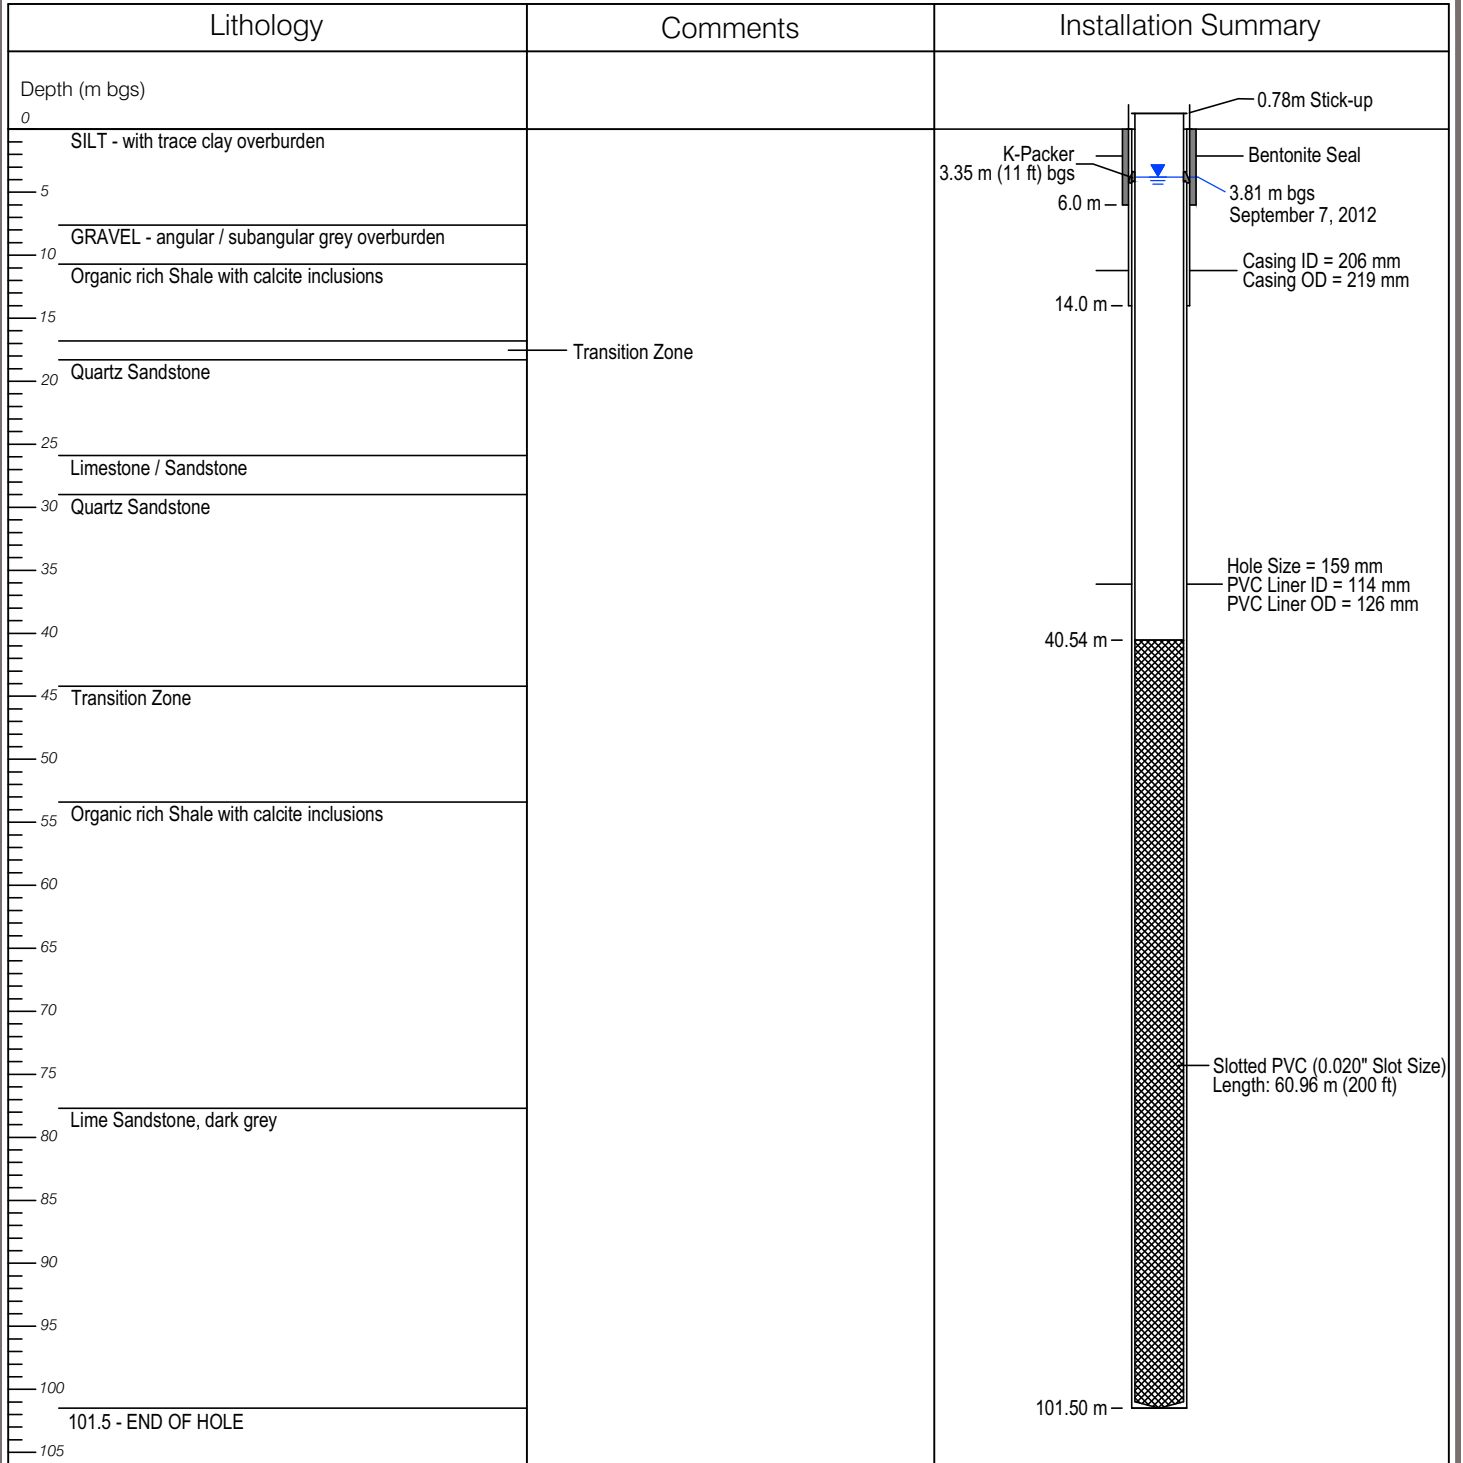 Lithology
Comments
Installation Summary
Depth (m bgs)
0
SILT - with trace clay overburden
5
GRAVEL - angular / subangular grey overburden
10
Organic rich Shale with calcite inclusions
15
Transition Zone
Quartz Sandstone
20
25
Limestone / Sandstone
30
Quartz Sandstone
35
40
45
Transition Zone
50
Organic rich Shale with calcite inclusions
55
60
65
70
75
Lime Sandstone, dark grey
80
85
90
95
100
101.5 - END OF HOLE
105
0.78m Stick-up
K-Packer
3.35 m (11 ft) bgs
Bentonite Seal
6.0 m
3.81 m bgs
September 7, 2012
Casing ID = 206 mm
Casing OD = 219 mm
14.0 m
Hole Size = 159 mm
PVC Liner ID = 114 mm
PVC Liner OD = 126 mm
40.54 m
Slotted PVC (0.020" Slot Size)
Length: 60.96 m (200 ft)
101.50 m